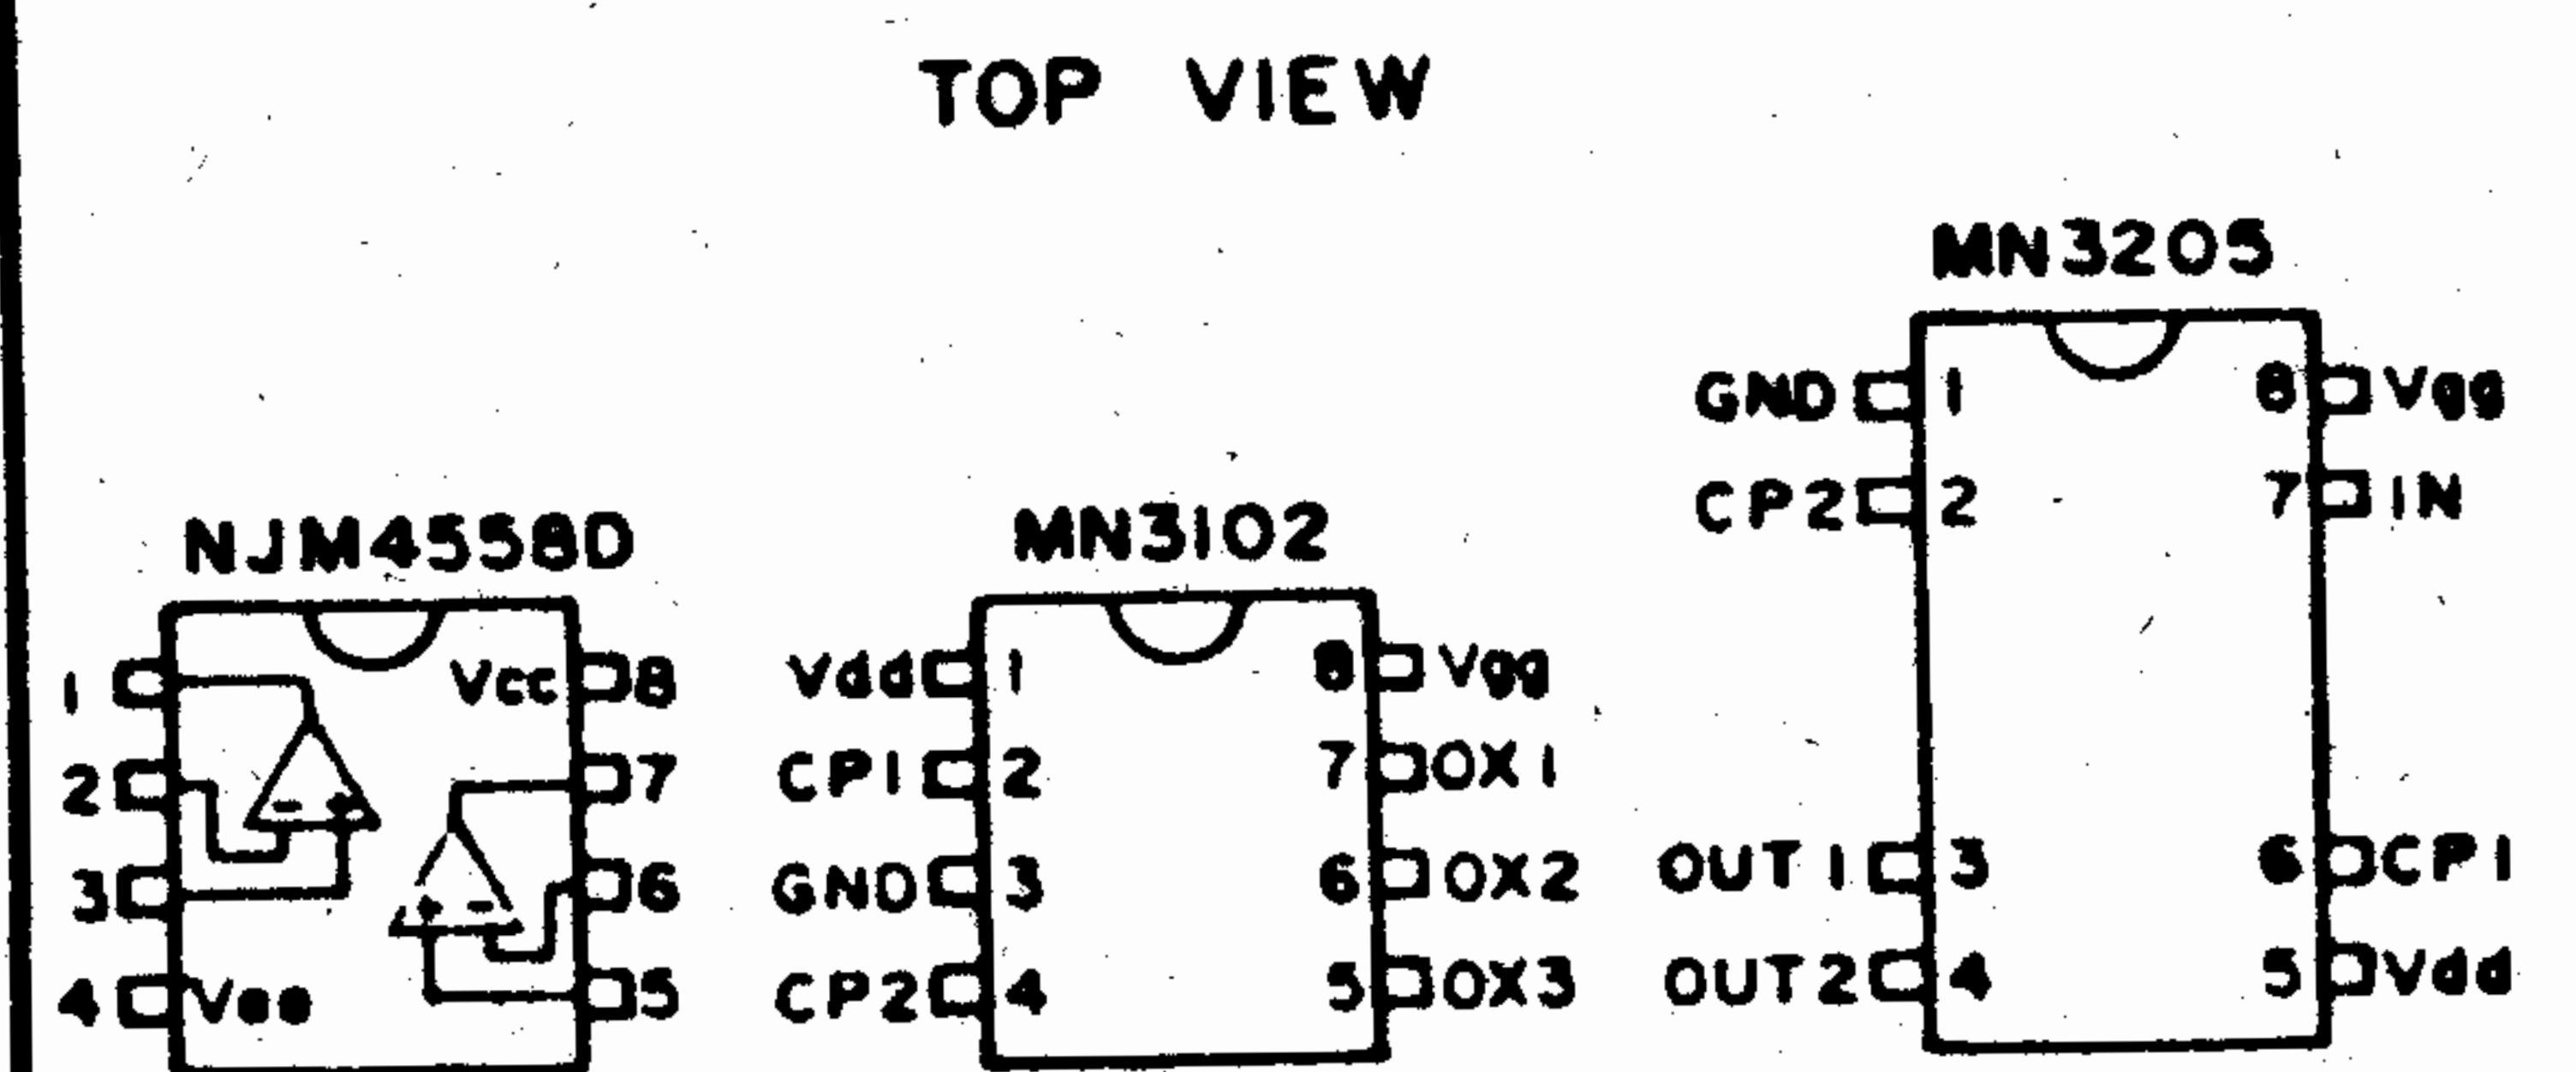 TOP VIEW
MN3205
GND 1 8 Vgg
CP2 2 7 IN
OUT 1 3 6 CP1
OUT2 4 5 Vdd
NJM4558D
1 Vcc 8
2 - + 7
3 + - 6
4 Vee 5
MN3102
Vdd 1 8 Vgg
CP1 2 7 OX1
GND 3 6 OX2
CP2 4 5 OX3